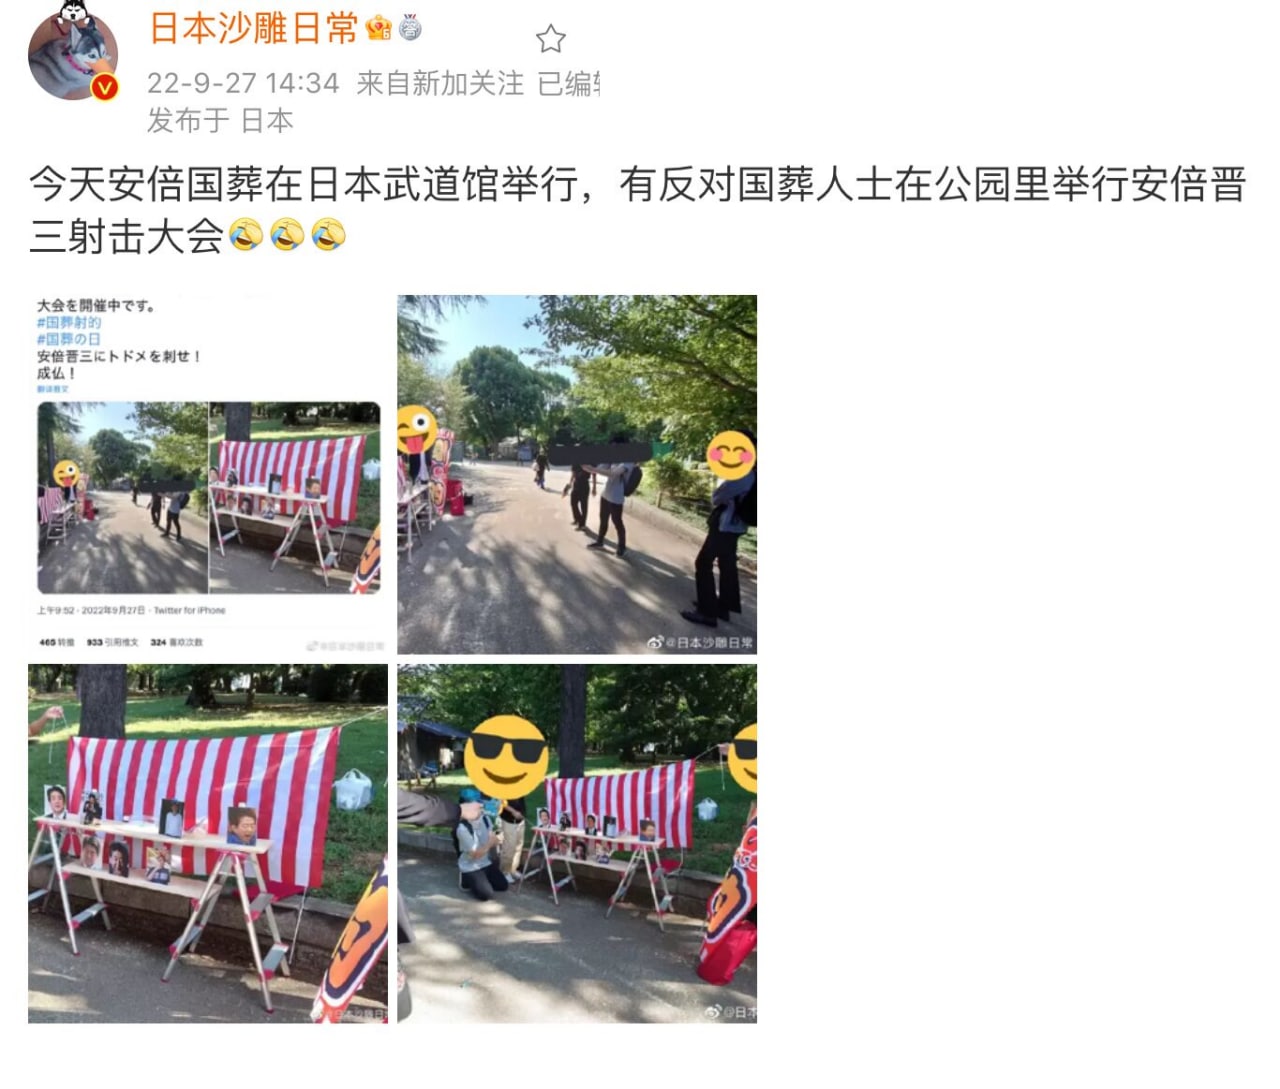 日本沙雕日常
22-9-27 14:34 来自新加关注 已编辑
发布于 日本
今天安倍国葬在日本武道馆举行，有反对国葬人士在公园里举行安倍晋
三射击大会
大会を開催中です。
#国葬射的
#国葬の日
安倍晋三にトドメを刺せ！
成仏！
翻译推文
上午9:52 · 2022年9月27日 · Twitter for iPhone
465 转推 933 引用推文 324 喜欢次数
@日本沙雕日常
@日本沙雕日常
@日本沙雕日
@日本